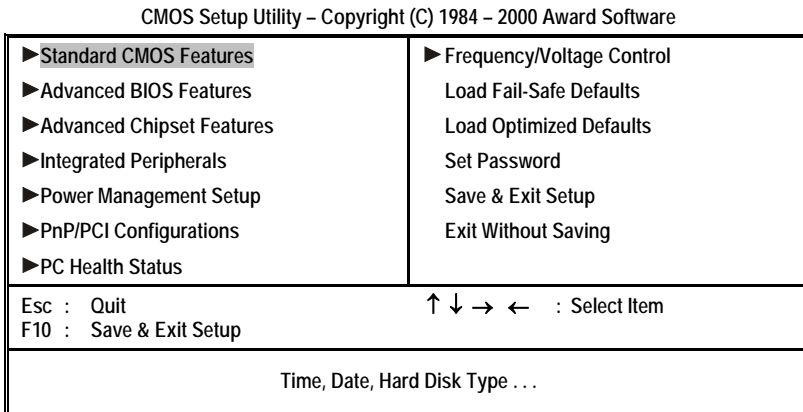 CMOS Setup Utility – Copyright (C) 1984 – 2000 Award Software
►Standard CMOS Features
►Advanced BIOS Features
►Advanced Chipset Features
►Integrated Peripherals
►Power Management Setup
►PnP/PCI Configurations
►PC Health Status
►Frequency/Voltage Control
Load Fail-Safe Defaults
Load Optimized Defaults
Set Password
Save & Exit Setup
Exit Without Saving
Esc : Quit
F10 : Save & Exit Setup
↑ ↓ → ← : Select Item
Time, Date, Hard Disk Type . . .